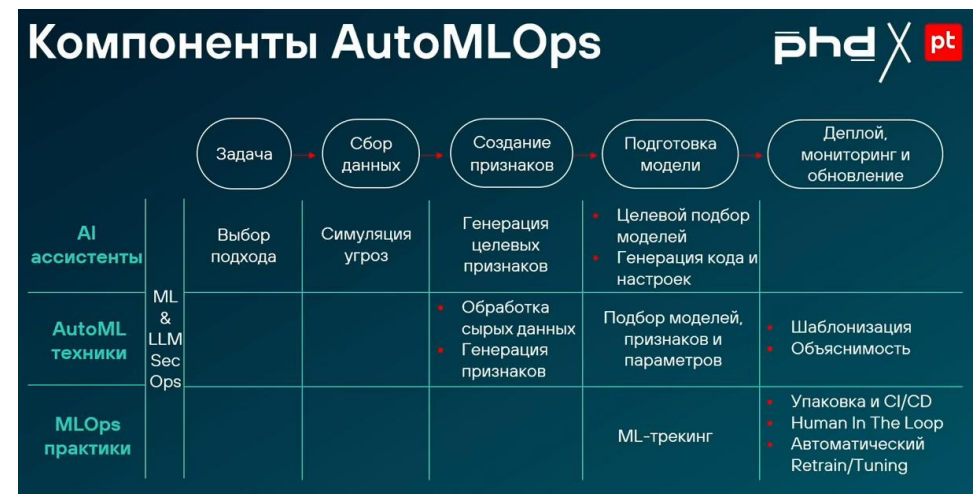 Компоненты AutoMLOps
phd
pt
Задача
Сбор
данных
Создание
признаков
Подготовка
модели
Деплой,
мониторинг и
обновление
AI
ассистенты
ML
&
LLM
Sec
Ops
Выбор
подхода
Симуляция
угроз
Генерация
целевых
признаков
• Целевой подбор
моделей
• Генерация кода и
настроек
AutoML
техники
• Обработка
сырых данных
• Генерация
признаков
Подбор моделей,
признаков и
параметров
• Шаблонизация
• Объяснимость
MLOps
практики
ML-трекинг
• Упаковка и CI/CD
• Human In The Loop
• Автоматический
Retrain/Tuning